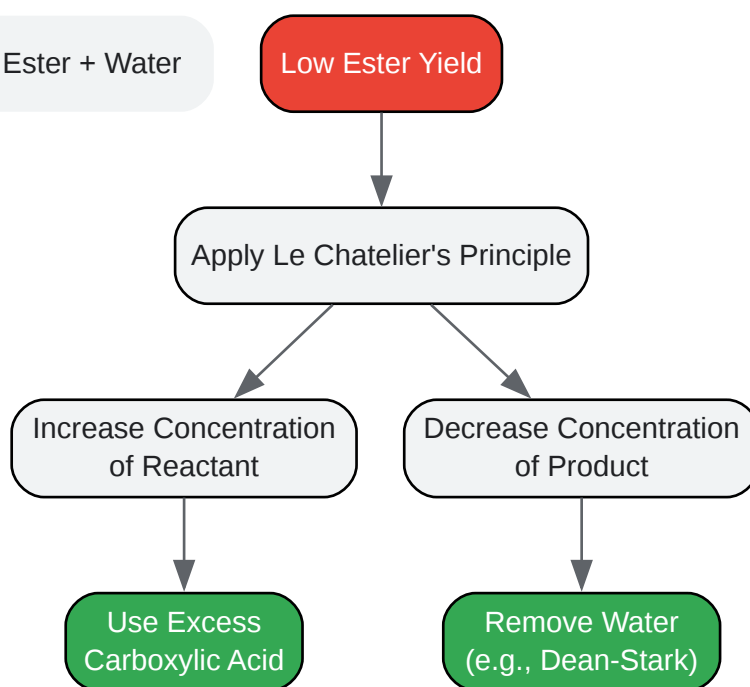 Ester + Water
Low Ester Yield
Apply Le Chatelier's Principle
Increase Concentration
of Reactant
Decrease Concentration
of Product
Use Excess
Carboxylic Acid
Remove Water
(e.g., Dean-Stark)